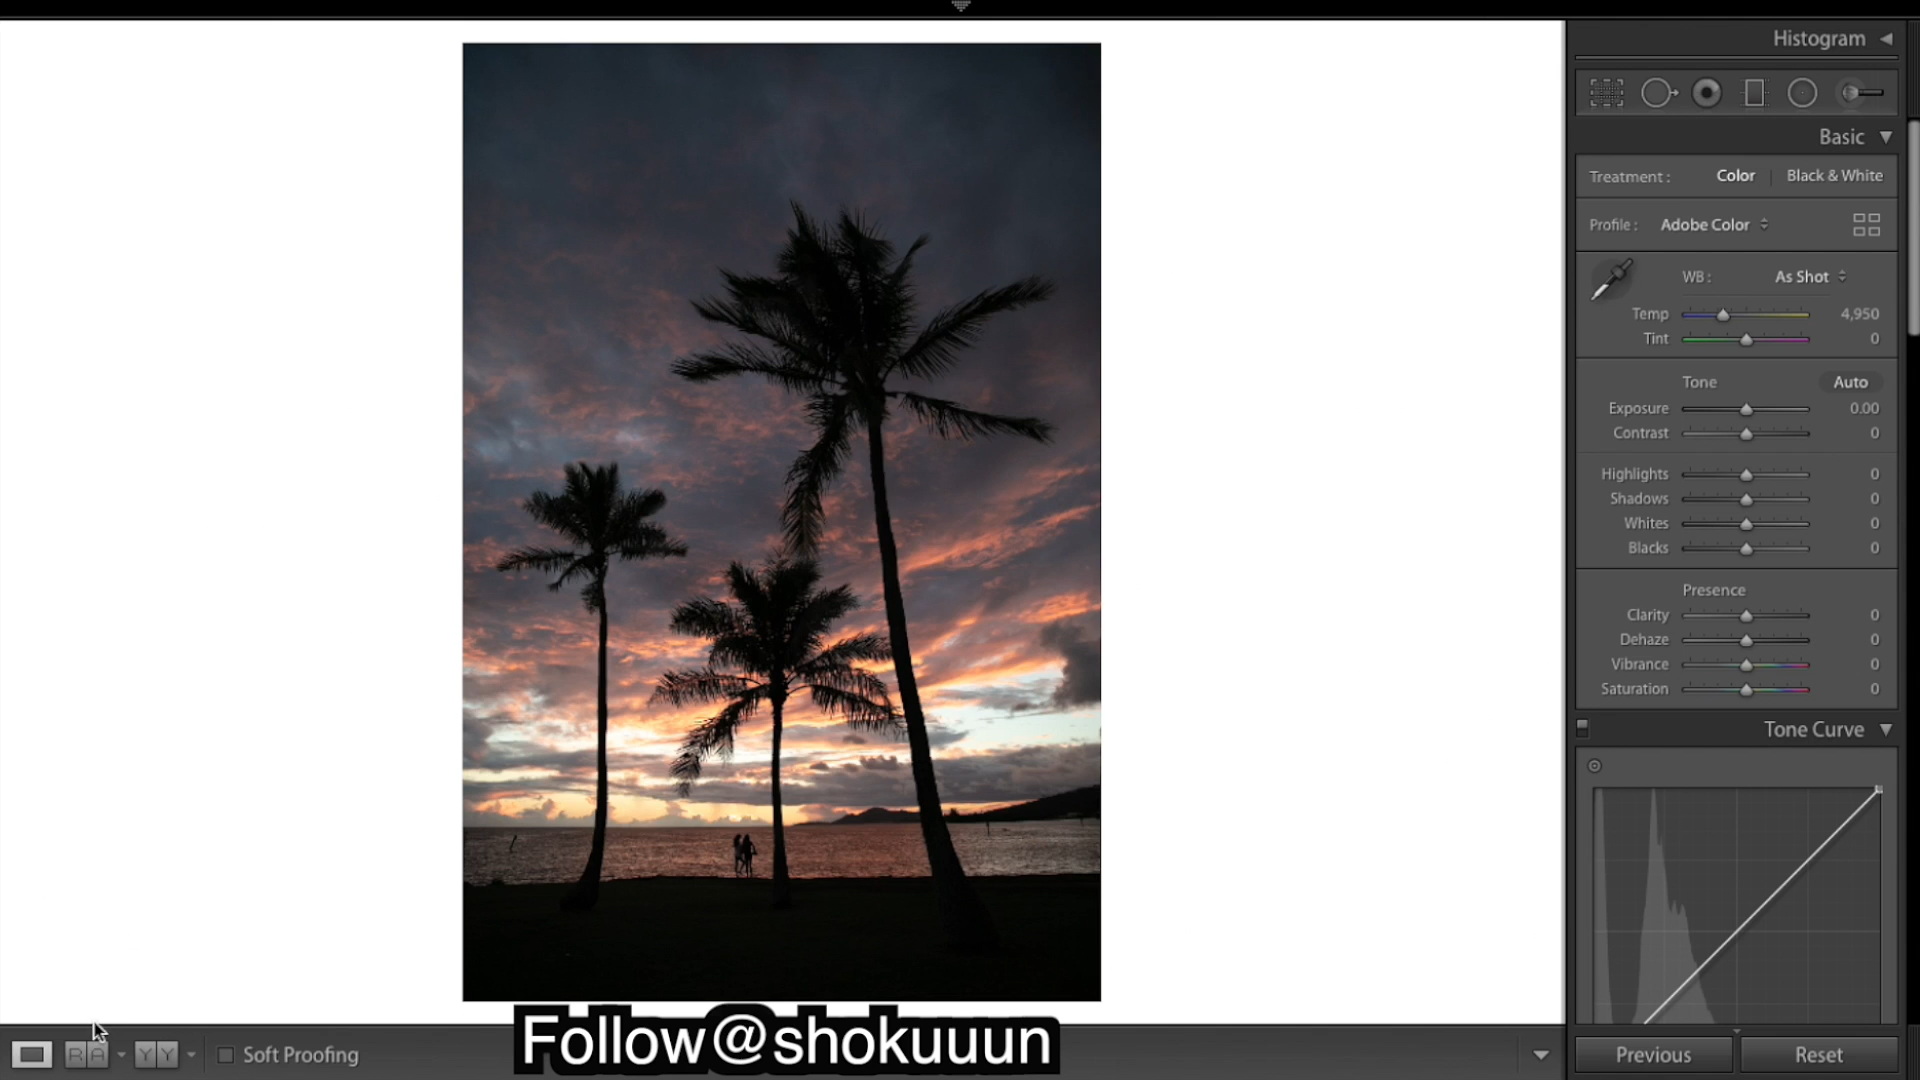 Histogram
Basic
Treatment : Color Black & White
Profile : Adobe Color
WB : As Shot
Temp 4,950
Tint 0
Tone Auto
Exposure 0.00
Contrast 0
Highlights 0
Shadows 0
Whites 0
Blacks 0
Presence
Clarity 0
Dehaze 0
Vibrance 0
Saturation 0
Tone Curve
R A Y Y Soft Proofing
Follow@shokuuun
Previous Reset